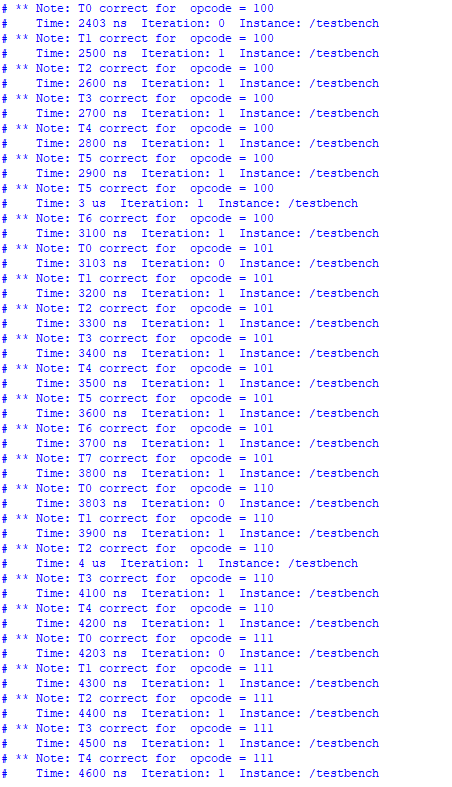 # ** Note: T0 correct for  opcode = 100
#    Time: 2403 ns  Iteration: 0  Instance: /testbench
# ** Note: T1 correct for  opcode = 100
#    Time: 2500 ns  Iteration: 1  Instance: /testbench
# ** Note: T2 correct for  opcode = 100
#    Time: 2600 ns  Iteration: 1  Instance: /testbench
# ** Note: T3 correct for  opcode = 100
#    Time: 2700 ns  Iteration: 1  Instance: /testbench
# ** Note: T4 correct for  opcode = 100
#    Time: 2800 ns  Iteration: 1  Instance: /testbench
# ** Note: T5 correct for  opcode = 100
#    Time: 2900 ns  Iteration: 1  Instance: /testbench
# ** Note: T5 correct for  opcode = 100
#    Time: 3 us  Iteration: 1  Instance: /testbench
# ** Note: T6 correct for  opcode = 100
#    Time: 3100 ns  Iteration: 1  Instance: /testbench
# ** Note: T0 correct for  opcode = 101
#    Time: 3103 ns  Iteration: 0  Instance: /testbench
# ** Note: T1 correct for  opcode = 101
#    Time: 3200 ns  Iteration: 1  Instance: /testbench
# ** Note: T2 correct for  opcode = 101
#    Time: 3300 ns  Iteration: 1  Instance: /testbench
# ** Note: T3 correct for  opcode = 101
#    Time: 3400 ns  Iteration: 1  Instance: /testbench
# ** Note: T4 correct for  opcode = 101
#    Time: 3500 ns  Iteration: 1  Instance: /testbench
# ** Note: T5 correct for  opcode = 101
#    Time: 3600 ns  Iteration: 1  Instance: /testbench
# ** Note: T6 correct for  opcode = 101
#    Time: 3700 ns  Iteration: 1  Instance: /testbench
# ** Note: T7 correct for  opcode = 101
#    Time: 3800 ns  Iteration: 1  Instance: /testbench
# ** Note: T0 correct for  opcode = 110
#    Time: 3803 ns  Iteration: 0  Instance: /testbench
# ** Note: T1 correct for  opcode = 110
#    Time: 3900 ns  Iteration: 1  Instance: /testbench
# ** Note: T2 correct for  opcode = 110
#    Time: 4 us  Iteration: 1  Instance: /testbench
# ** Note: T3 correct for  opcode = 110
#    Time: 4100 ns  Iteration: 1  Instance: /testbench
# ** Note: T4 correct for  opcode = 110
#    Time: 4200 ns  Iteration: 1  Instance: /testbench
# ** Note: T0 correct for  opcode = 111
#    Time: 4203 ns  Iteration: 0  Instance: /testbench
# ** Note: T1 correct for  opcode = 111
#    Time: 4300 ns  Iteration: 1  Instance: /testbench
# ** Note: T2 correct for  opcode = 111
#    Time: 4400 ns  Iteration: 1  Instance: /testbench
# ** Note: T3 correct for  opcode = 111
#    Time: 4500 ns  Iteration: 1  Instance: /testbench
# ** Note: T4 correct for  opcode = 111
#    Time: 4600 ns  Iteration: 1  Instance: /testbench